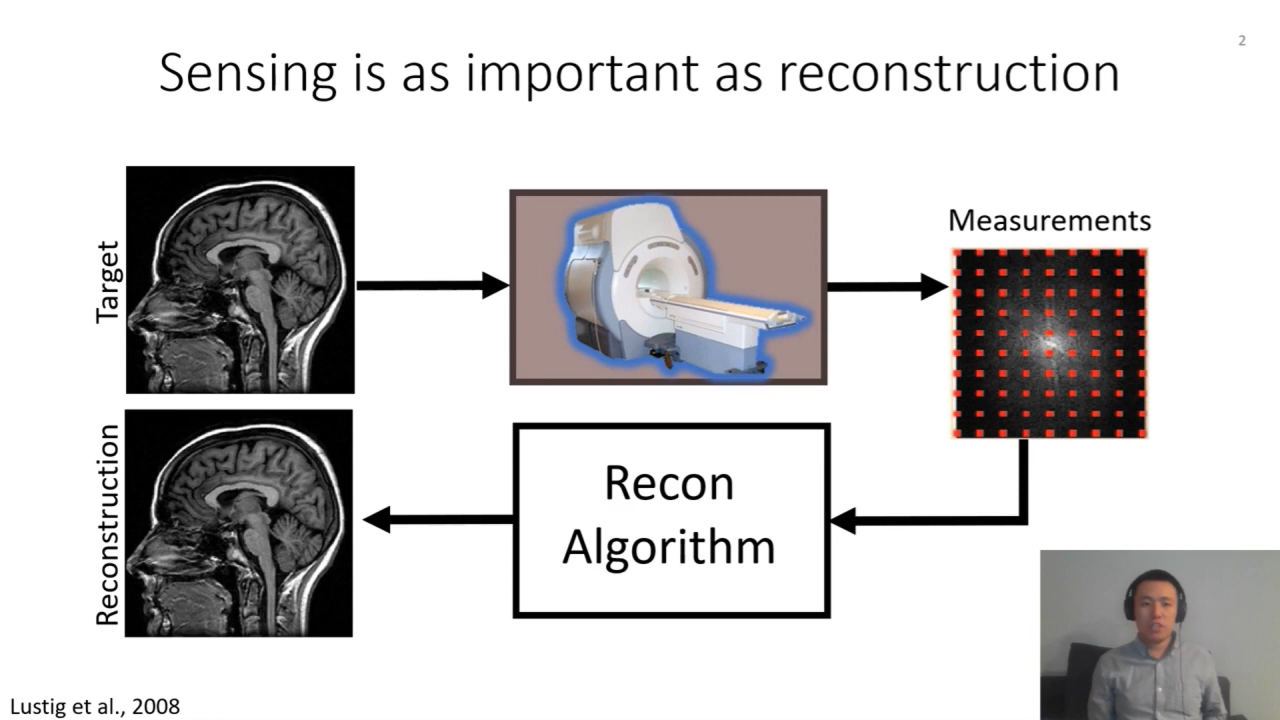 2
Sensing is as important as reconstruction
Target
Measurements
Reconstruction
Recon
Algorithm
Lustig et al., 2008